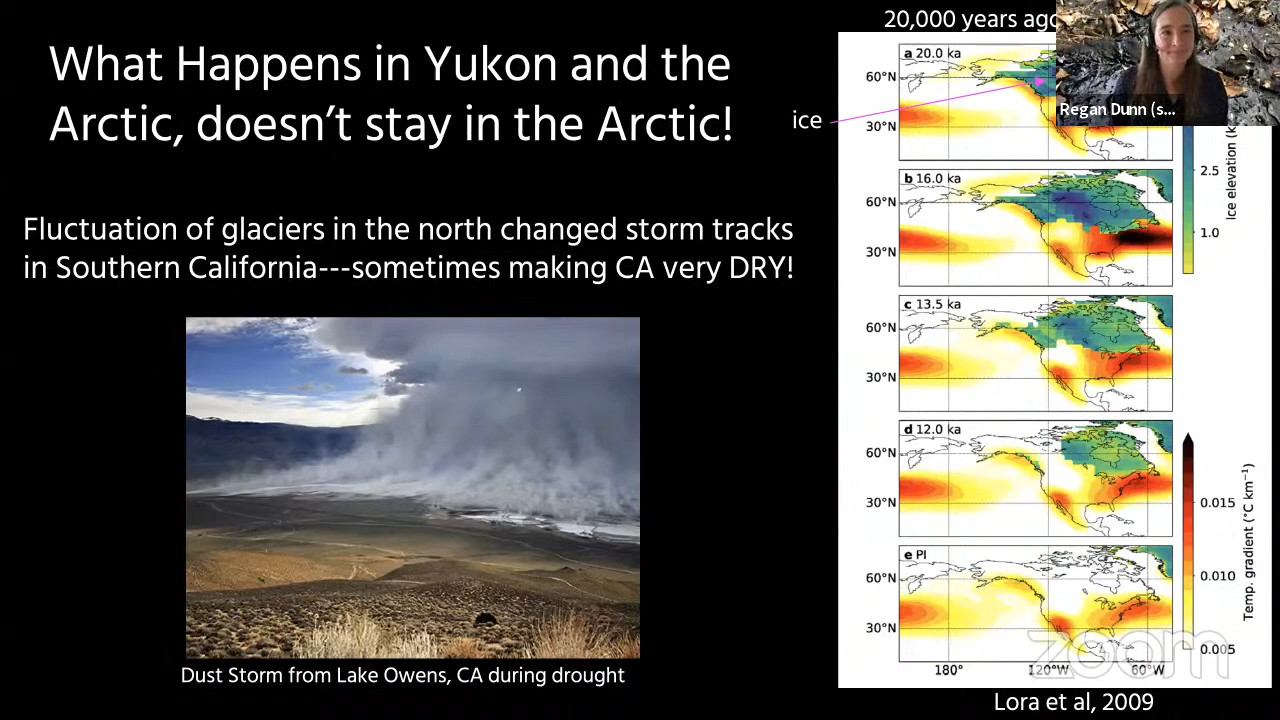 What Happens in Yukon and the
Arctic, doesn’t stay in the Arctic!
Fluctuation of glaciers in the north changed storm tracks
in Southern California---sometimes making CA very DRY!
Dust Storm from Lake Owens, CA during drought
20,000 years ago
ice
a 20.0 ka
60°N
30°N
b 16.0 ka
60°N
30°N
c 13.5 ka
60°N
30°N
d 12.0 ka
60°N
30°N
e PI
60°N
30°N
180°
120°W
60°W
Regan Dunn (s...
2.5
1.0
Ice elevation (k
0.015
0.010
0.005
Temp. gradient (°C km⁻¹)
zoom
Lora et al, 2009